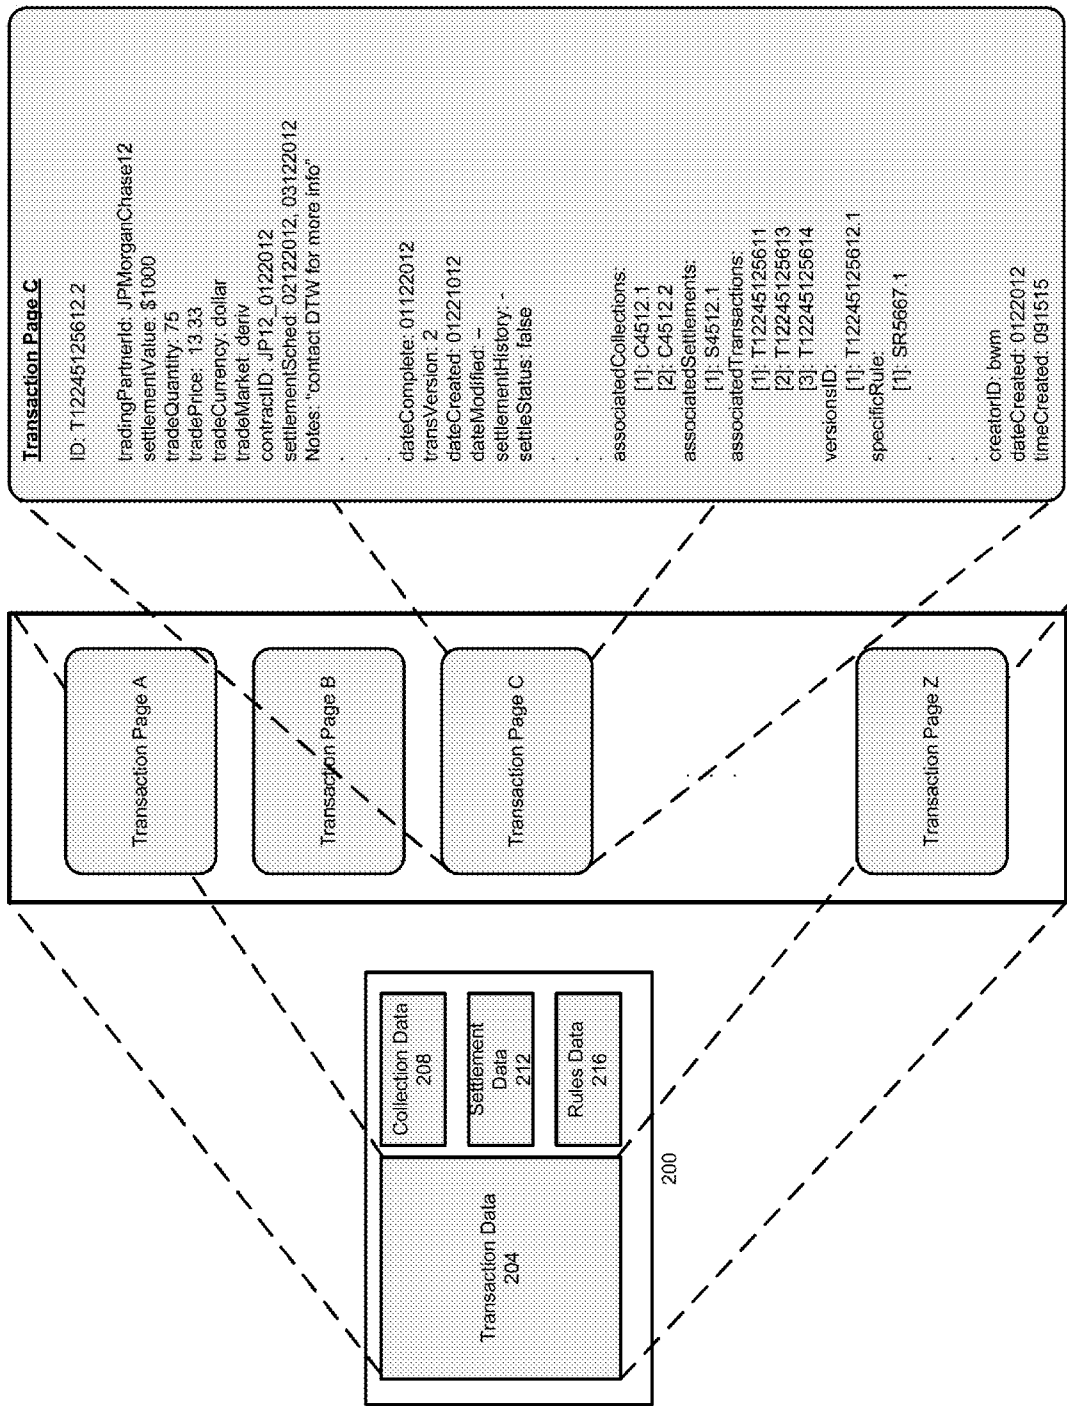 Transaction Data
204
Collection Data
208
Settlement
Data
212
Rules Data
216
200
Transaction Page A
Transaction Page B
Transaction Page C
Transaction Page Z
Transaction Page C
ID: T12245125612.2
tradingPartnerId: JPMorganChase12
settlementValue: $1000
tradeQuantity: 75
tradePrice: 13.33
tradeCurrency: dollar
tradeMarket: deriv
contractID: JP12_0122012
settlementSched: 02122012, 03122012
Notes: "contact DTW for more info"
.
.
.
dateComplete: 01122012
transVersion: 2
dateCreated: 012221012
dateModified: –
settlementHistory: -
settleStatus: false
.
.
.
associatedCollections:
[1]: C4512.1
[2]: C4512.2
associatedSettlements:
[1]: S4512.1
associatedTransactions:
[1]: T12245125611
[2]: T12245125613
[3]: T12245125614
versionsID:
[1]: T12245125612.1
specificRule:
[1]: SR5667.1
.
.
.
creatorID: bwm
dateCreated: 0122012
timeCreated: 091515